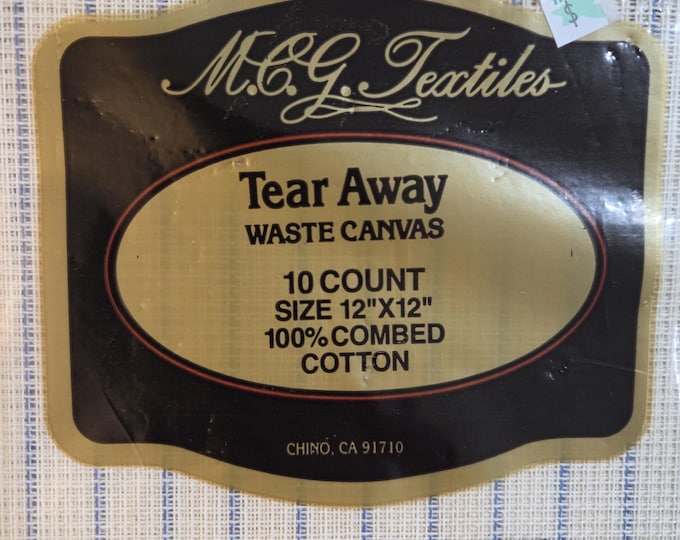 M.C.G. Textiles
Tear Away
WASTE CANVAS
10 COUNT
SIZE 12"X12"
100% COMBED
COTTON
CHINO, CA 91710